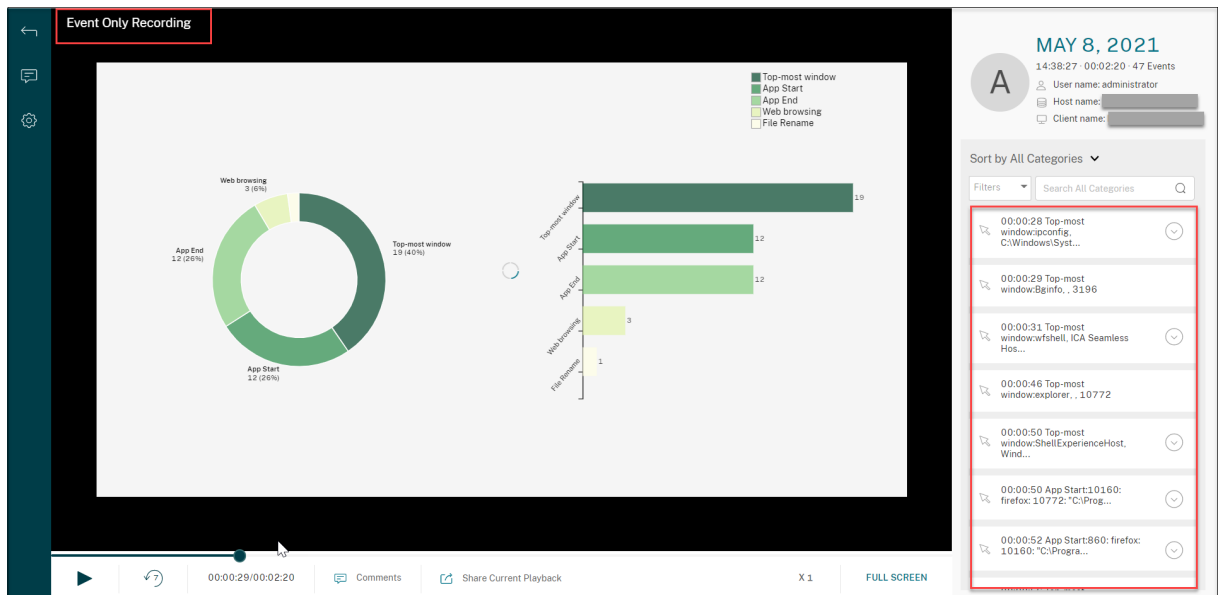 Event Only Recording
Top-most window
App Start
App End
Web browsing
File Rename
Web browsing
3 (6%)
App End
12 (26%)
Top-most window
19 (40%)
App Start
12 (26%)
Top-most window
19
App Start
12
App End
12
Web browsing
3
File Rename
1
7
00:00:29/00:02:20
Comments
Share Current Playback
X 1
FULL SCREEN
A
MAY 8, 2021
14:38:27 · 00:02:20 · 47 Events
User name: administrator
Host name:
Client name:
Sort by All Categories
Filters
Search All Categories
00:00:28 Top-most
window:ipconfig,
C:\Windows\Syst...
00:00:29 Top-most
window:Bginfo, , 3196
00:00:31 Top-most
window:wfshell, ICA Seamless
Hos...
00:00:46 Top-most
window:explorer, , 10772
00:00:50 Top-most
window:ShellExperienceHost,
Wind...
00:00:50 App Start:10160:
firefox: 10772: "C:\Prog...
00:00:52 App Start:860: firefox:
10160: "C:\Progra...